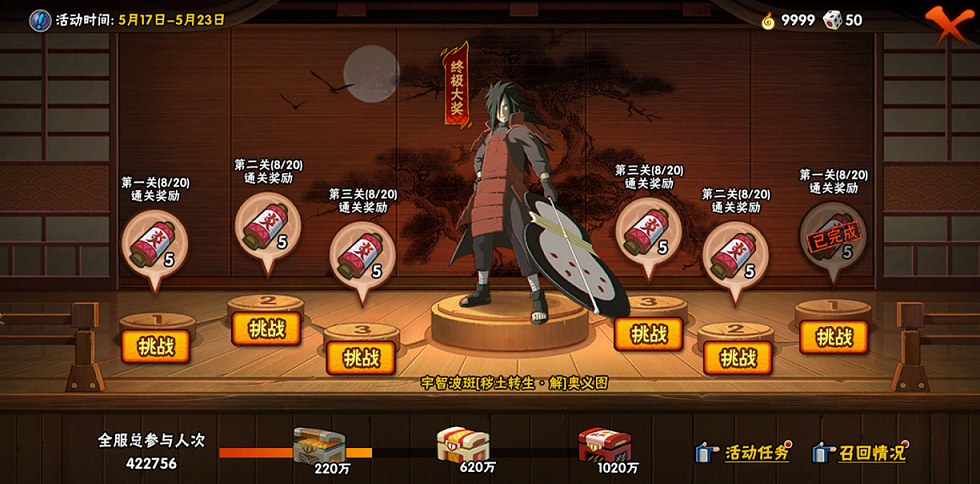 活动时间: 5月17日-5月23日
9999
50
终极大奖
第一关(8/20)
通关奖励
炎
5
第二关(8/20)
通关奖励
炎
5
第三关(8/20)
通关奖励
炎
5
第三关(8/20)
通关奖励
炎
5
第二关(8/20)
通关奖励
炎
5
第一关(8/20)
通关奖励
已完成
5
1
挑战
2
挑战
3
挑战
3
挑战
2
挑战
1
挑战
宇智波斑[秽土转生·解]奥义图
全服总参与人次
422756
220万
620万
1020万
活动任务
召回情况